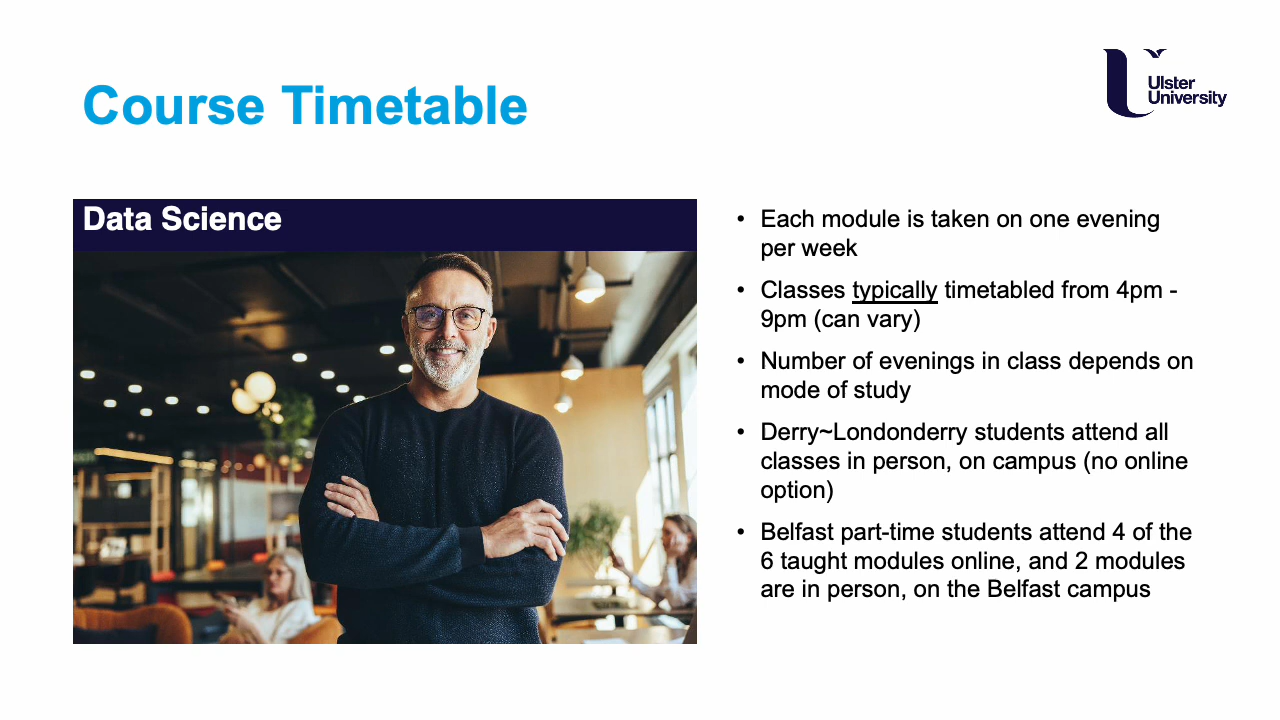 Course Timetable
Ulster
University
Data Science
• Each module is taken on one evening
per week
• Classes typically timetabled from 4pm -
9pm (can vary)
• Number of evenings in class depends on
mode of study
• Derry~Londonderry students attend all
classes in person, on campus (no online
option)
• Belfast part-time students attend 4 of the
6 taught modules online, and 2 modules
are in person, on the Belfast campus